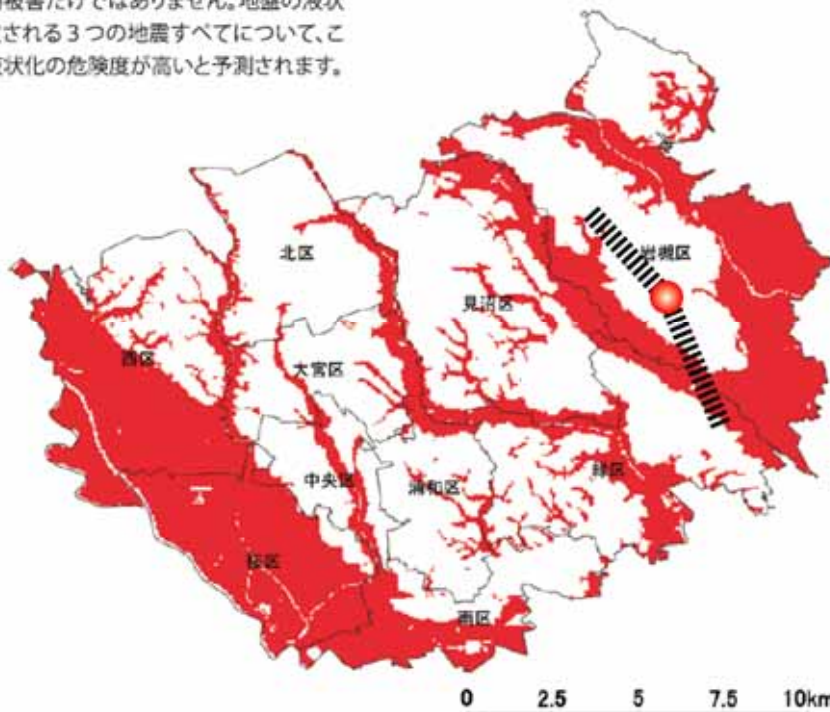 被害だけではありません。地盤の液状
される3つの地震すべてについて、こ
状化の危険度が高いと予測されます。
岩槻区
北区
見沼区
西区
大宮区
中央区
浦和区
緑区
桜区
南区
0 2.5 5 7.5 10km